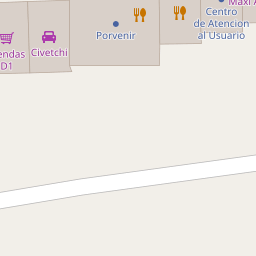 Maxi A
Centro
de Atencion
al Usuario
Porvenir
Civetchi
endas
D1